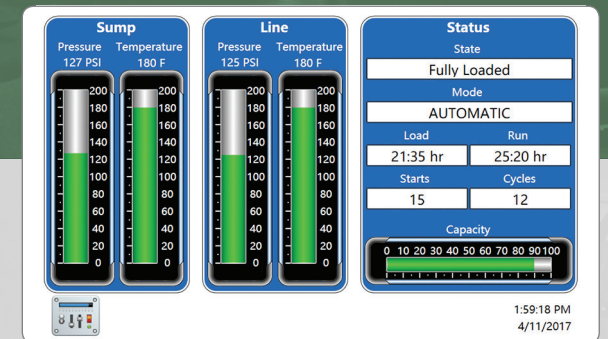 Sump
Pressure Temperature
127 PSI 180 F
200 200
180 180
160 160
140 140
120 120
100 100
80 80
60 60
40 40
20 20
0 0
Line
Pressure Temperature
125 PSI 180 F
200 200
180 180
160 160
140 140
120 120
100 100
80 80
60 60
40 40
20 20
0 0
Status
State
Fully Loaded
Mode
AUTOMATIC
Load Run
21:35 hr 25:20 hr
Starts Cycles
15 12
Capacity
0 10 20 30 40 50 60 70 80 90 100
1:59:18 PM
4/11/2017